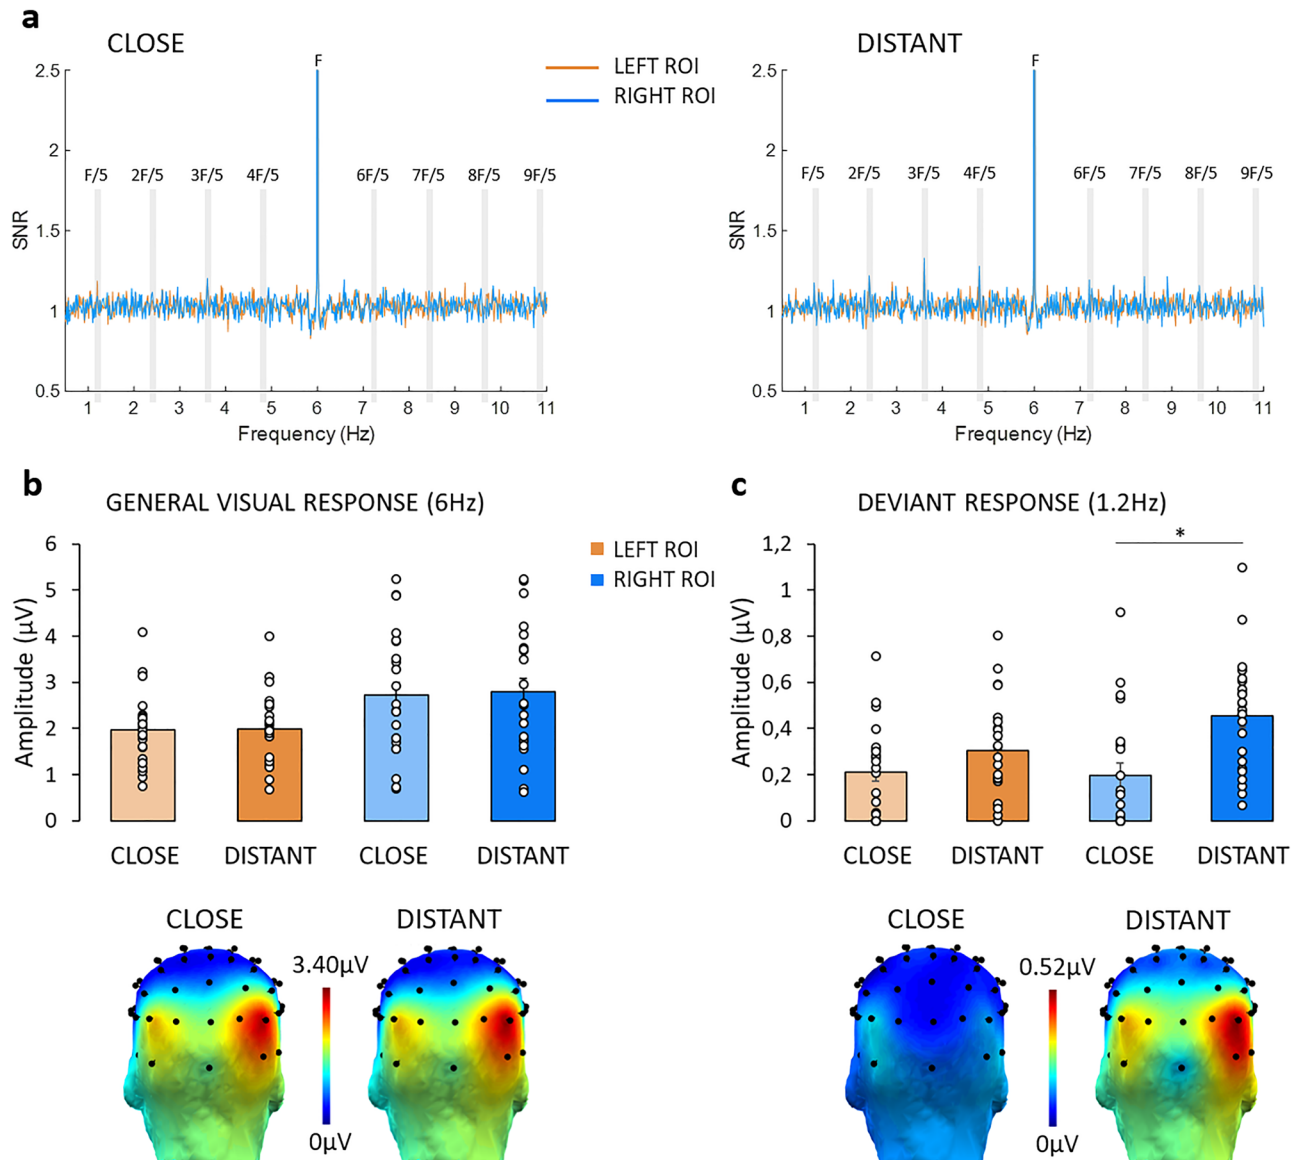 a
CLOSE
DISTANT
LEFT ROI
RIGHT ROI
F
F
2.5
2
1.5
1
0.5
SNR
F/5 2F/5 3F/5 4F/5 6F/5 7F/5 8F/5 9F/5
1 2 3 4 5 6 7 8 9 10 11
Frequency (Hz)
2.5
2
1.5
1
0.5
SNR
F/5 2F/5 3F/5 4F/5 6F/5 7F/5 8F/5 9F/5
1 2 3 4 5 6 7 8 9 10 11
Frequency (Hz)
b
GENERAL VISUAL RESPONSE (6Hz)
LEFT ROI
RIGHT ROI
6
5
4
3
2
1
0
Amplitude (µV)
CLOSE DISTANT CLOSE DISTANT
CLOSE DISTANT
3.40µV
0µV
c
DEVIANT RESPONSE (1.2Hz)
*
1,2
1
0,8
0,6
0,4
0,2
0
Amplitude (µV)
CLOSE DISTANT CLOSE DISTANT
CLOSE DISTANT
0.52µV
0µV